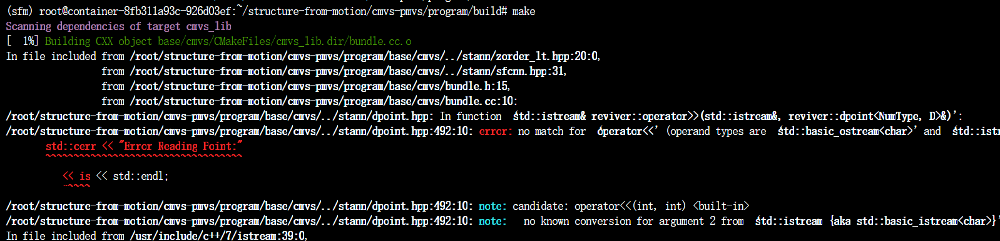 (sfm) root@container-8fb311a93c-926d03ef:~/structure-from-motion/cmvs-pmvs/program/build# make
Scanning dependencies of target cmvs_lib
[  1%] Building CXX object base/cmvs/CMakeFiles/cmvs_lib.dir/bundle.cc.o
In file included from /root/structure-from-motion/cmvs-pmvs/program/base/cmvs/../stann/zorder_lt.hpp:20:0,
from /root/structure-from-motion/cmvs-pmvs/program/base/cmvs/../stann/sfcnn.hpp:31,
from /root/structure-from-motion/cmvs-pmvs/program/base/cmvs/bundle.h:15,
from /root/structure-from-motion/cmvs-pmvs/program/base/cmvs/bundle.cc:10:
/root/structure-from-motion/cmvs-pmvs/program/base/cmvs/../stann/dpoint.hpp: In function ‘std::istream& reviver::operator>>(std::istream&, reviver::dpoint<NumType, D>&)’:
/root/structure-from-motion/cmvs-pmvs/program/base/cmvs/../stann/dpoint.hpp:492:10: error: no match for ‘operator<<’ (operand types are ‘std::basic_ostream<char>’ and ‘std::istr
std::cerr << "Error Reading Point:"
~~~~~~~~~~~~~~~~~~~~~~~~~~~~~~~~~~~
<< is << std::endl;
^~~~~
/root/structure-from-motion/cmvs-pmvs/program/base/cmvs/../stann/dpoint.hpp:492:10: note: candidate: operator<<(int, int) <built-in>
/root/structure-from-motion/cmvs-pmvs/program/base/cmvs/../stann/dpoint.hpp:492:10: note:   no known conversion for argument 2 from ‘std::istream {aka std::basic_istream<char>}’
In file included from /usr/include/c++/7/istream:39:0,